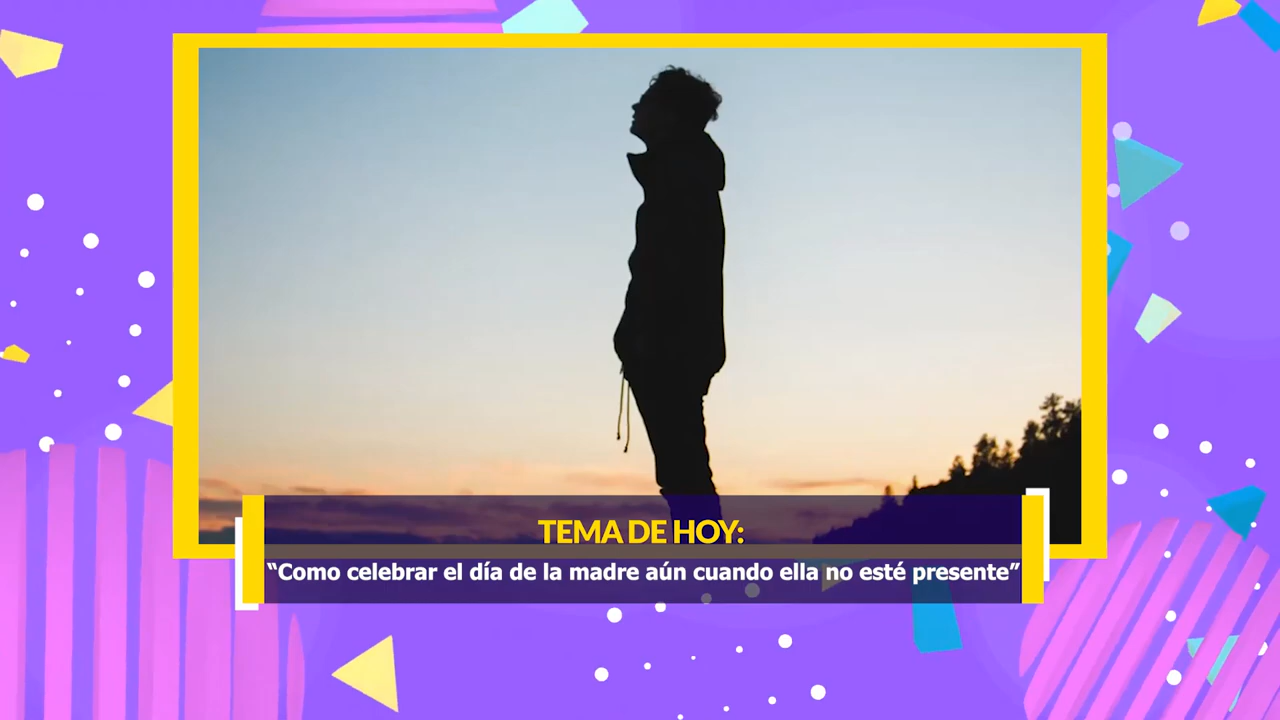 TEMA DE HOY:
“Como celebrar el día de la madre aún cuando ella no esté presente”